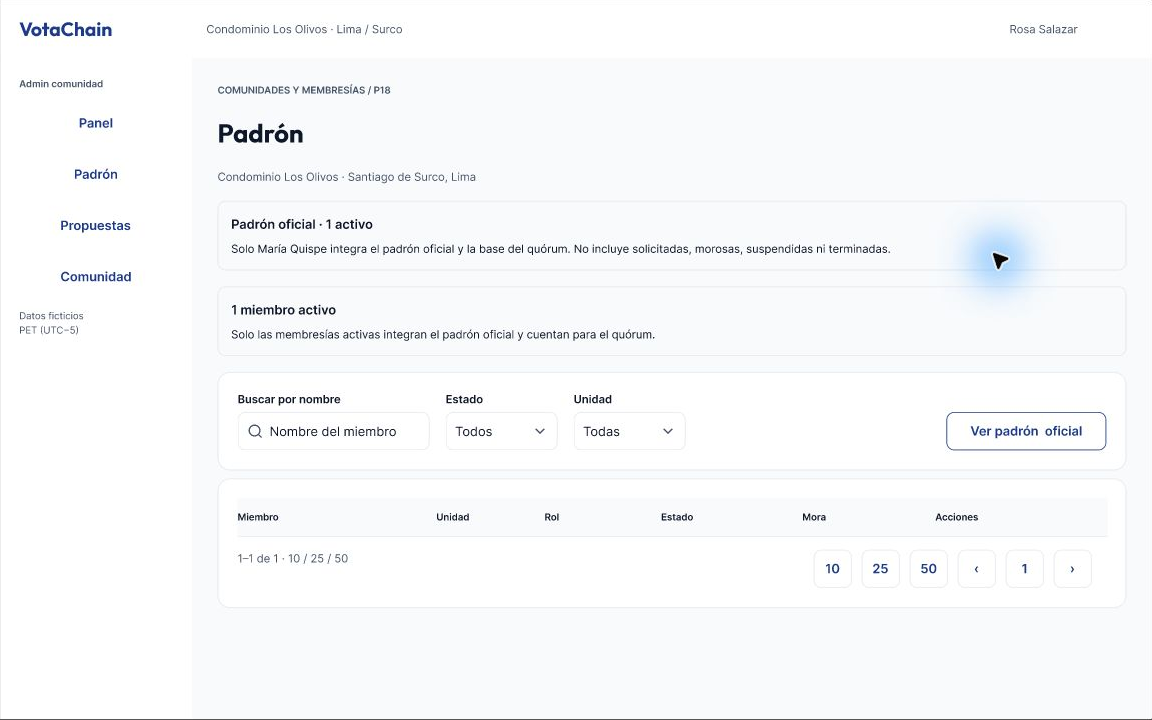 VotaChain
Condominio Los Olivos · Lima / Surco
Rosa Salazar
Admin comunidad
Panel
Padrón
Propuestas
Comunidad
Datos ficticios
PET (UTC−5)
COMUNIDADES Y MEMBRESÍAS / P18
Padrón
Condominio Los Olivos · Santiago de Surco, Lima
Padrón oficial · 1 activo
Solo María Quispe integra el padrón oficial y la base del quórum. No incluye solicitadas, morosas, suspendidas ni terminadas.
1 miembro activo
Solo las membresías activas integran el padrón oficial y cuentan para el quórum.
Buscar por nombre
Estado
Unidad
Nombre del miembro
Todos
Todas
Ver padrón oficial
Miembro
Unidad
Rol
Estado
Mora
Acciones
1–1 de 1 · 10 / 25 / 50
10
25
50
‹
1
›